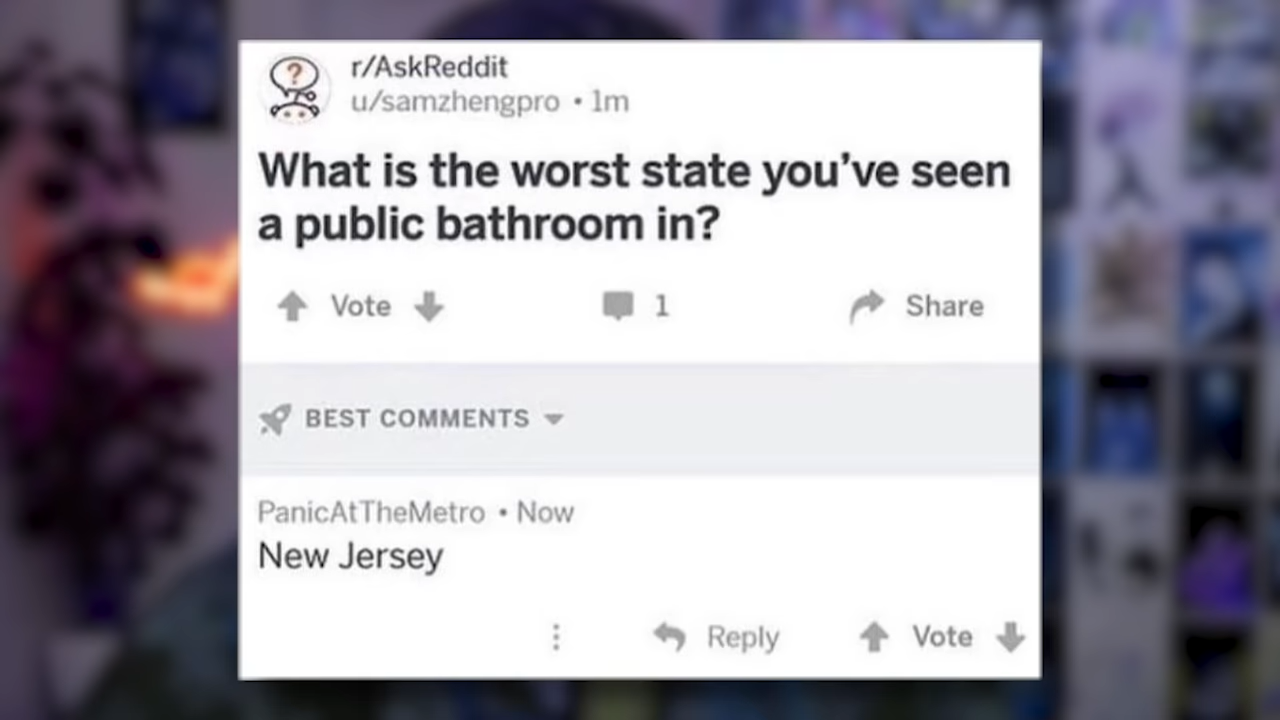 r/AskReddit
u/samzhengpro • 1m
What is the worst state you've seen
a public bathroom in?
Vote
1
Share
BEST COMMENTS
PanicAtTheMetro • Now
New Jersey
Reply
Vote